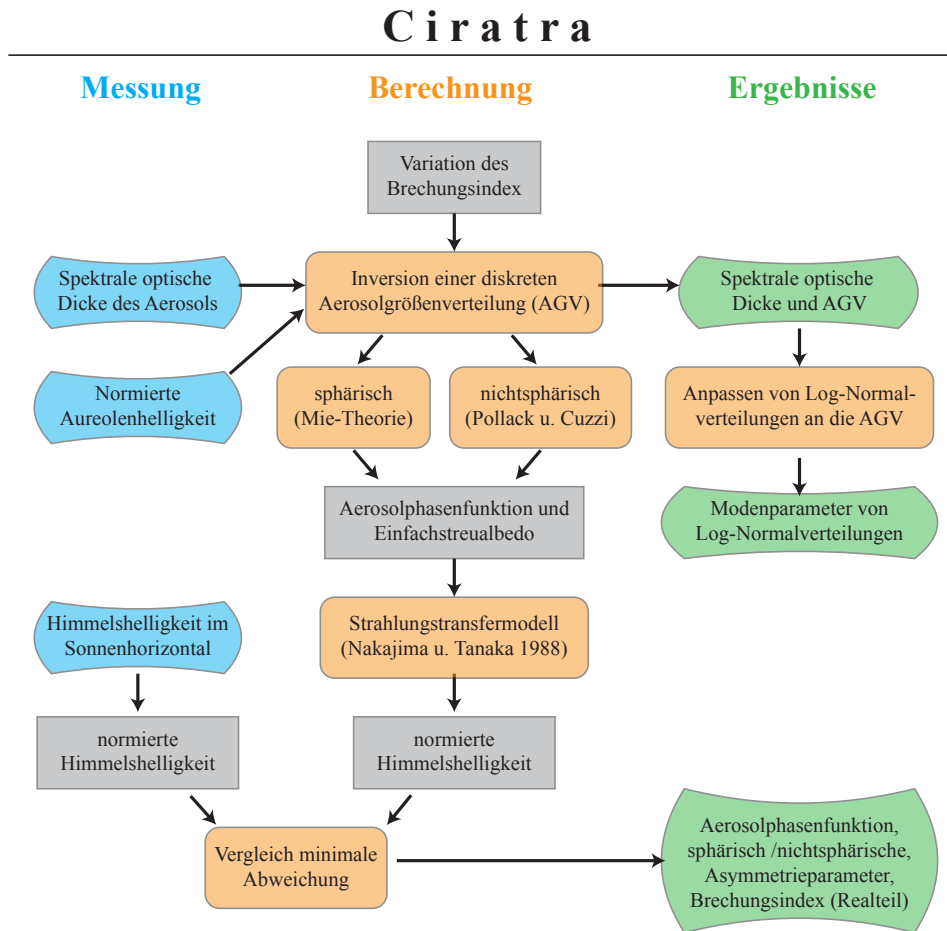 Ciratra
Messung
Berechnung
Ergebnisse
Variation des
Brechungsindex
Spektrale optische
Dicke des Aerosols
Inversion einer diskreten
Aerosolgrößenverteilung (AGV)
Spektrale optische
Dicke und AGV
Normierte
Aureolenhelligkeit
sphärisch
(Mie-Theorie)
nichtsphärisch
(Pollack u. Cuzzi)
Anpassen von Log-Normal-
verteilungen an die AGV
Aerosolphasenfunktion und
Einfachstreualbedo
Modenparameter von
Log-Normalverteilungen
Himmelshelligkeit im
Sonnenhorizontal
Strahlungstransfermodell
(Nakajima u. Tanaka 1988)
normierte
Himmelshelligkeit
normierte
Himmelshelligkeit
Vergleich minimale
Abweichung
Aerosolphasenfunktion,
sphärisch /nichtsphärische,
Asymmetrieparameter,
Brechungsindex (Realteil)